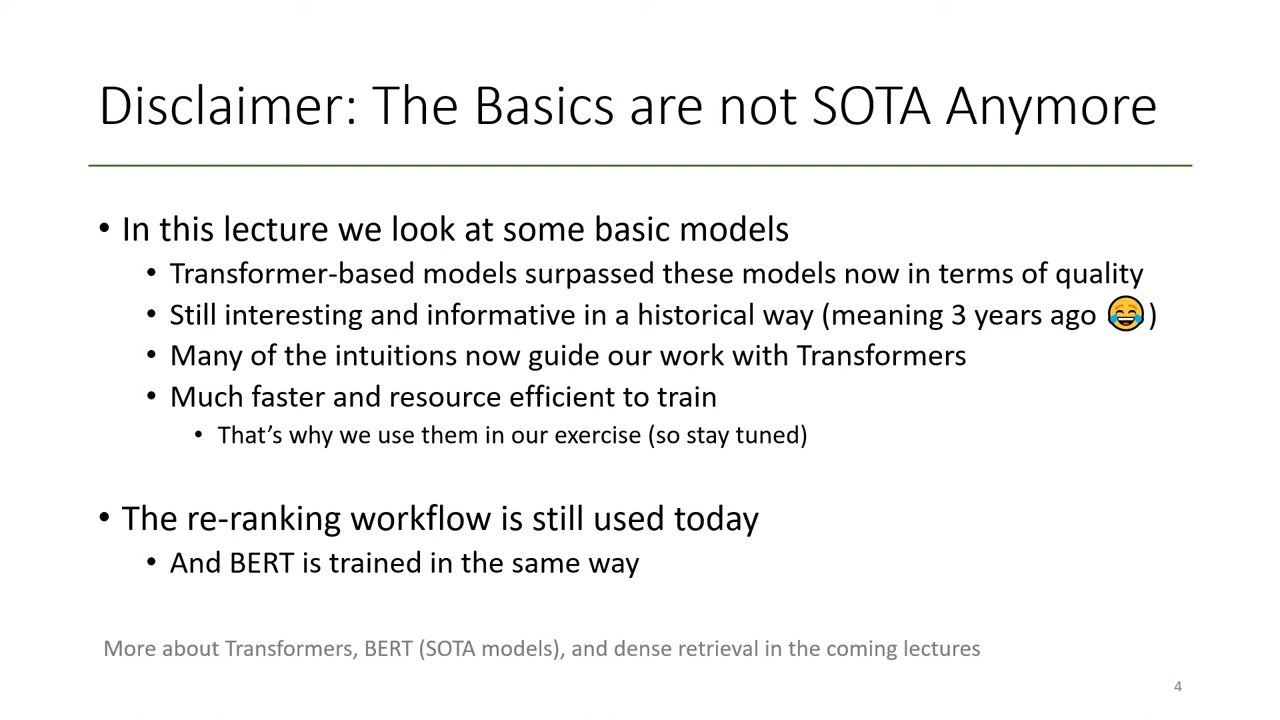 Disclaimer: The Basics are not SOTA Anymore
• In this lecture we look at some basic models
• Transformer-based models surpassed these models now in terms of quality
• Still interesting and informative in a historical way (meaning 3 years ago 😂)
• Many of the intuitions now guide our work with Transformers
• Much faster and resource efficient to train
• That's why we use them in our exercise (so stay tuned)
• The re-ranking workflow is still used today
• And BERT is trained in the same way
More about Transformers, BERT (SOTA models), and dense retrieval in the coming lectures
4